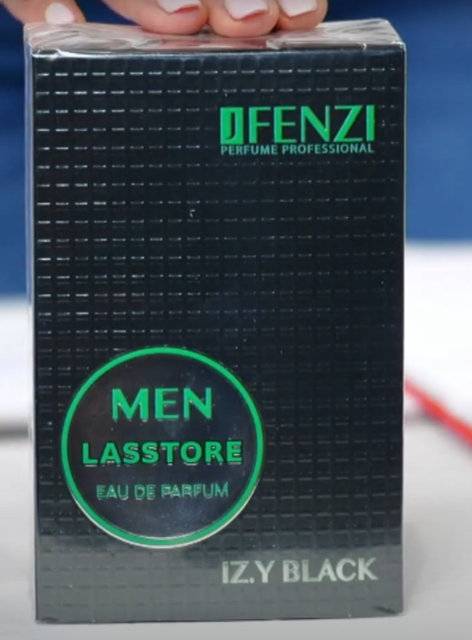 JFENZI
PERFUME PROFESSIONAL
MEN
LASSTORE
EAU DE PARFUM
IZ.Y BLACK